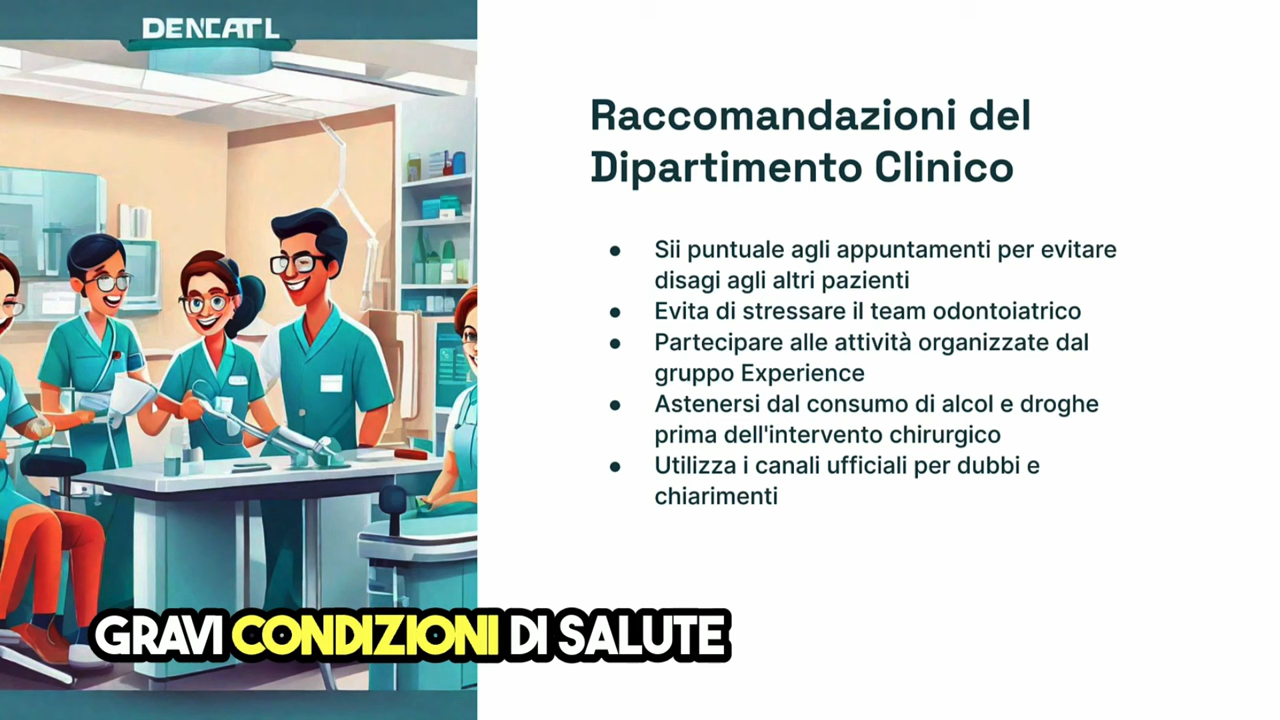 DENCATL
Raccomandazioni del
Dipartimento Clinico
● Sii puntuale agli appuntamenti per evitare
disagi agli altri pazienti
● Evita di stressare il team odontoiatrico
● Partecipare alle attività organizzate dal
gruppo Experience
● Astenersi dal consumo di alcol e droghe
prima dell'intervento chirurgico
● Utilizza i canali ufficiali per dubbi e
chiarimenti
GRAVI CONDIZIONI DI SALUTE